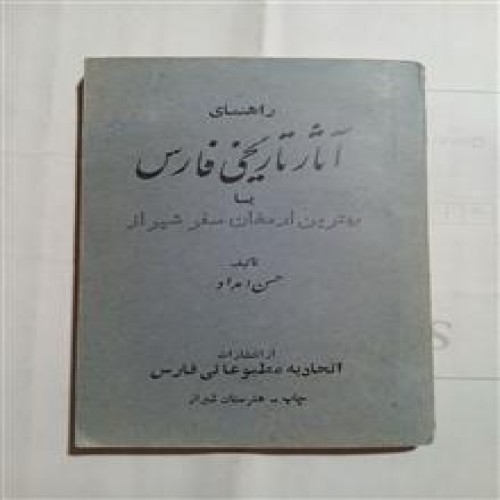 راهنمای
آثار تاریخی فارس
یا
بهترین ارمغان سفر شیراز
تألیف
حسن امداد
از انتشارات
اتحادیه مطبوعاتی فارس
چاپ - هنرستان شیراز